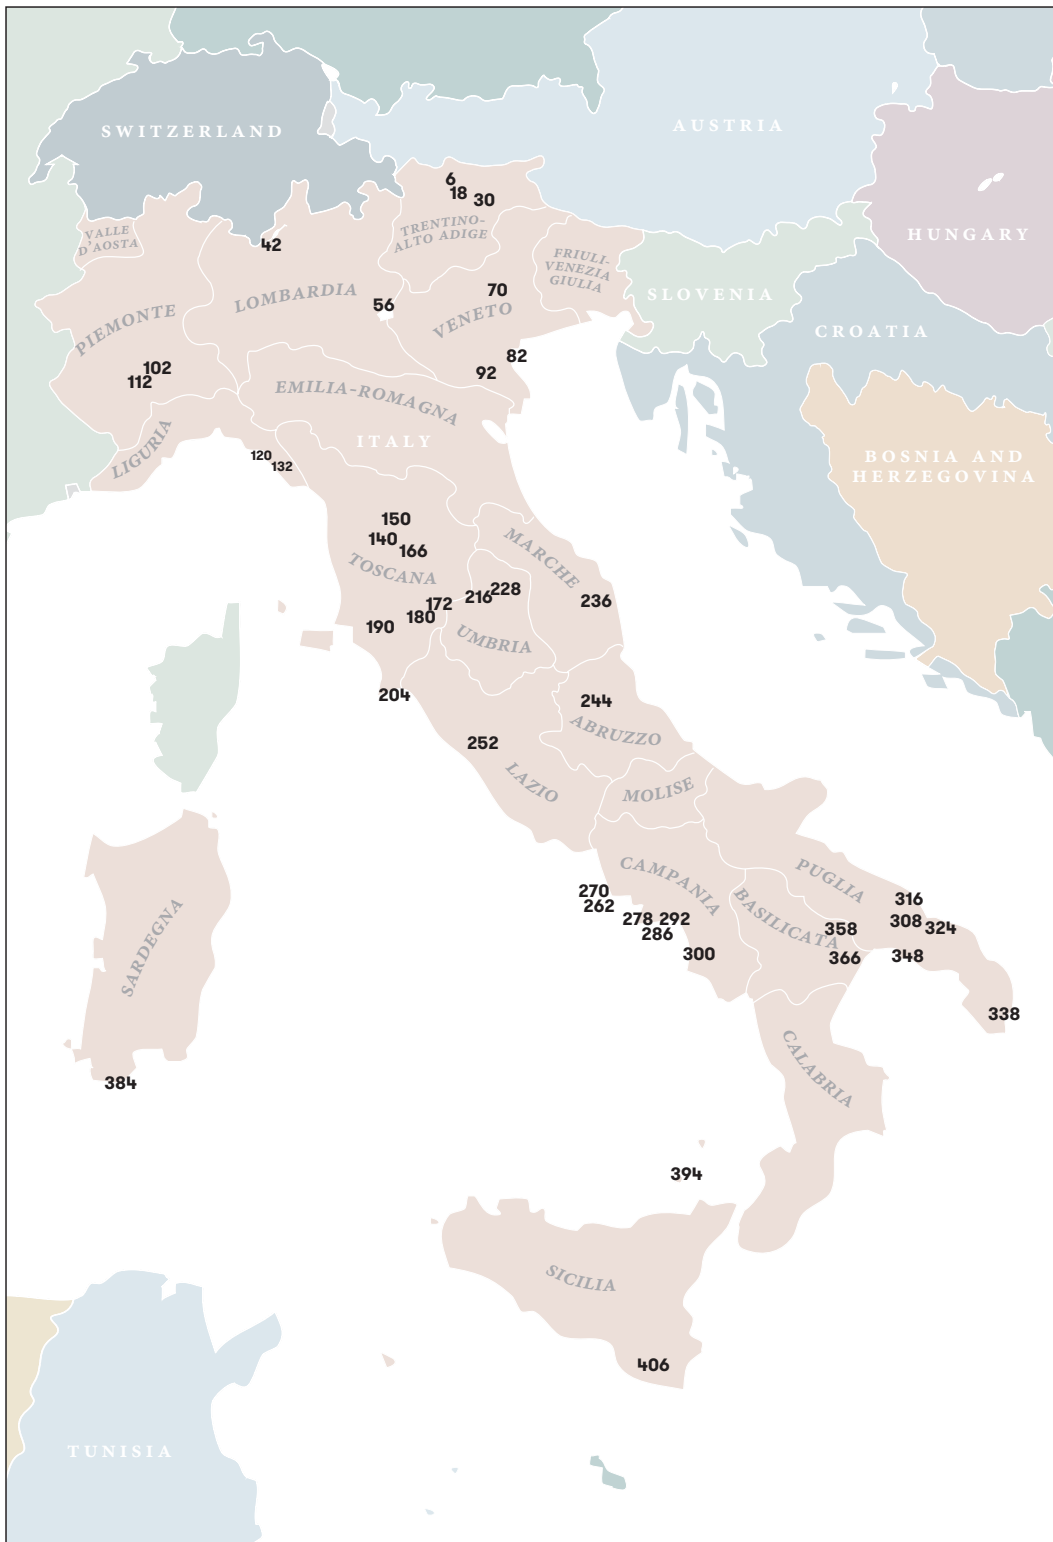 SWITZERLAND
AUSTRIA
6
18
30
VALLE
D'AOSTA
42
TRENTINO-
ALTO ADIGE
HUNGARY
FRIULI-
VENEZIA
GIULIA
SLOVENIA
LOMBARDIA
56
70
VENETO
PIEMONTE
CROATIA
82
92
102
112
EMILIA-ROMAGNA
ITALY
LIGURIA
120
132
BOSNIA AND
HERZEGOVINA
150
140
166
TOSCANA
MARCHE
172
180
190
216
228
236
UMBRIA
204
244
ABRUZZO
252
LAZIO
MOLISE
CAMPANIA
PUGLIA
BASILICATA
270
262
278
292
286
300
316
308
324
358
366
348
338
SARDEGNA
384
CALABRIA
394
SICILIA
406
TUNISIA